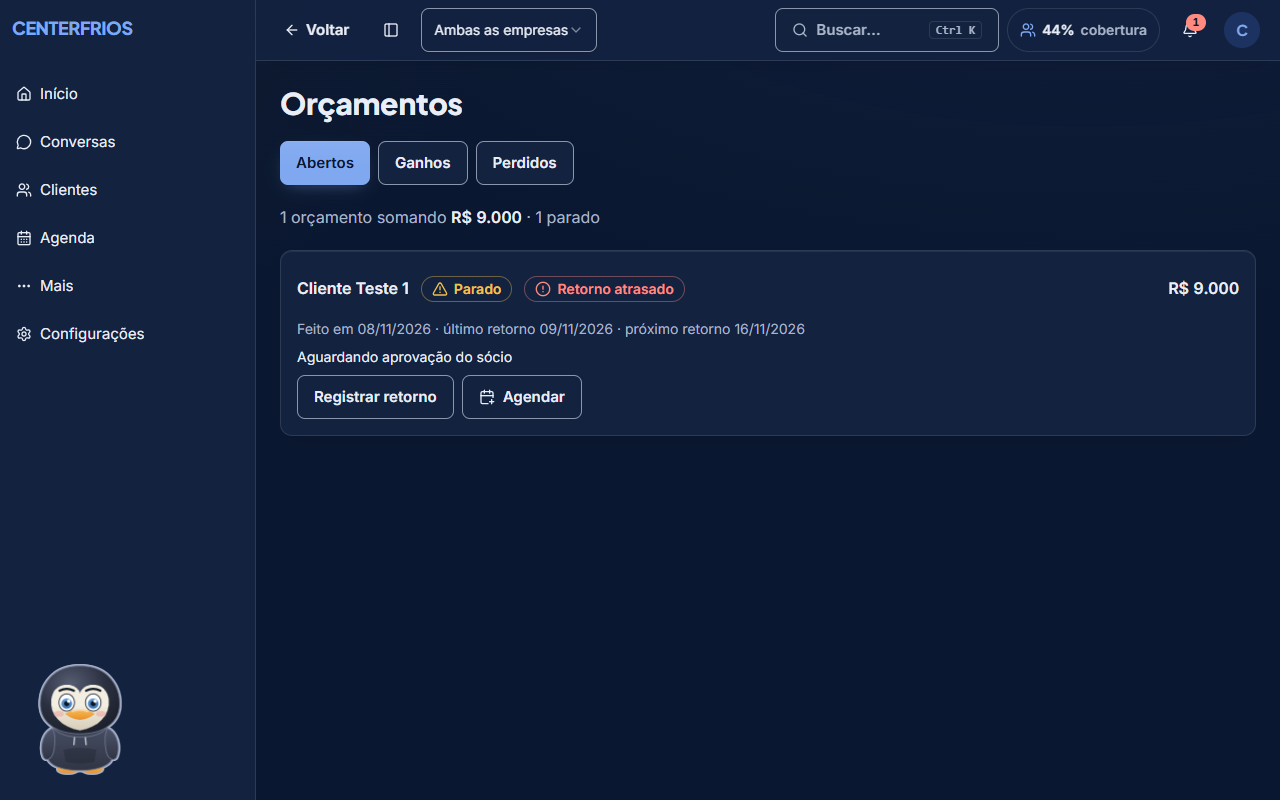 CENTERFRIOS
Voltar
Ambas as empresas
Buscar...
Ctrl K
44% cobertura
1
C
Início
Conversas
Clientes
Agenda
Mais
Configurações
Orçamentos
Abertos
Ganhos
Perdidos
1 orçamento somando R$ 9.000 · 1 parado
Cliente Teste 1
Parado
Retorno atrasado
R$ 9.000
Feito em 08/11/2026 · último retorno 09/11/2026 · próximo retorno 16/11/2026
Aguardando aprovação do sócio
Registrar retorno
Agendar